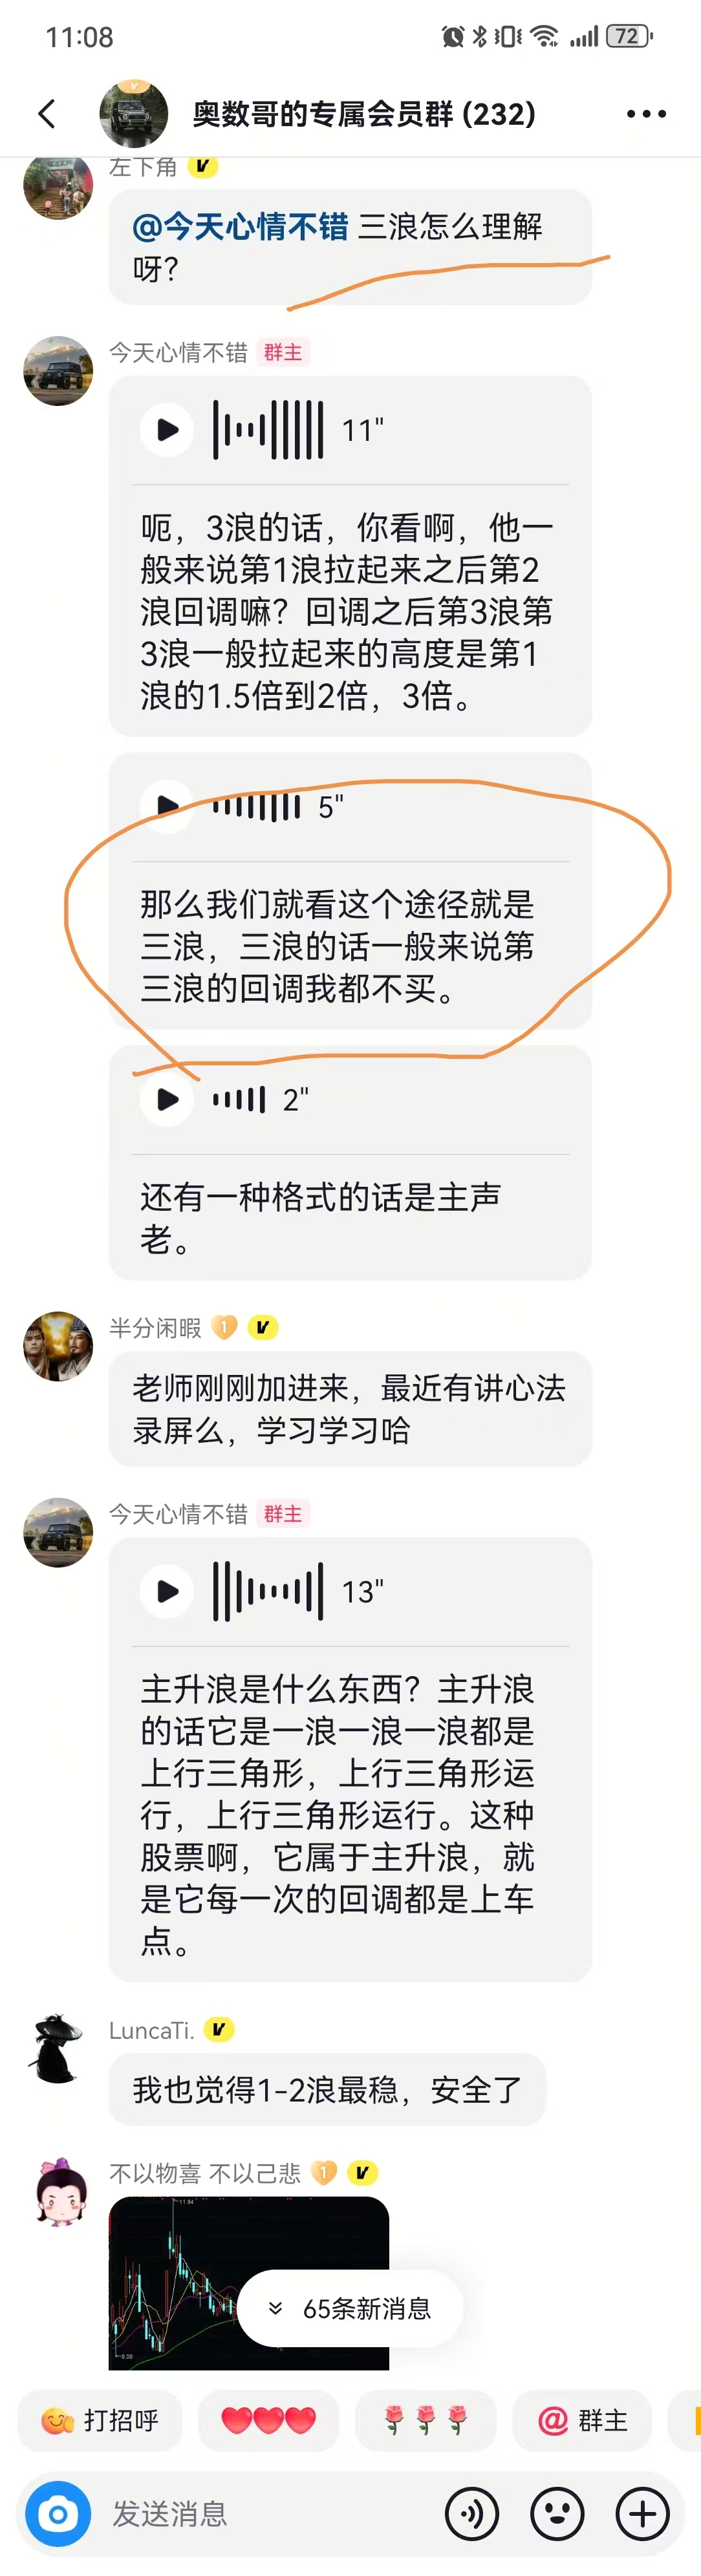 11:08
72
奥数哥的专属会员群 (232)
左下角
@今天心情不错 三浪怎么理解
呀?
今天心情不错 群主
11"
呃，3浪的话，你看啊，他一
般来说第1浪拉起来之后第2
浪回调嘛？回调之后第3浪第
3浪一般拉起来的高度是第1
浪的1.5倍到2倍，3倍。
5"
那么我们就看这个途径就是
三浪，三浪的话一般来说第
三浪的回调我都不买。
2"
还有一种格式的话是主声
老。
半分闲暇 1
老师刚刚加进来，最近有讲心法
录屏么，学习学习哈
今天心情不错 群主
13"
主升浪是什么东西？主升浪
的话它是一浪一浪一浪都是
上行三角形，上行三角形运
行，上行三角形运行。这种
股票啊，它属于主升浪，就
是它每一次的回调都是上车
点。
LuncaTi.
我也觉得1-2浪最稳，安全了
不以物喜 不以己悲 1
11.94
8.06
65条新消息
打招呼
@ 群主
发送消息